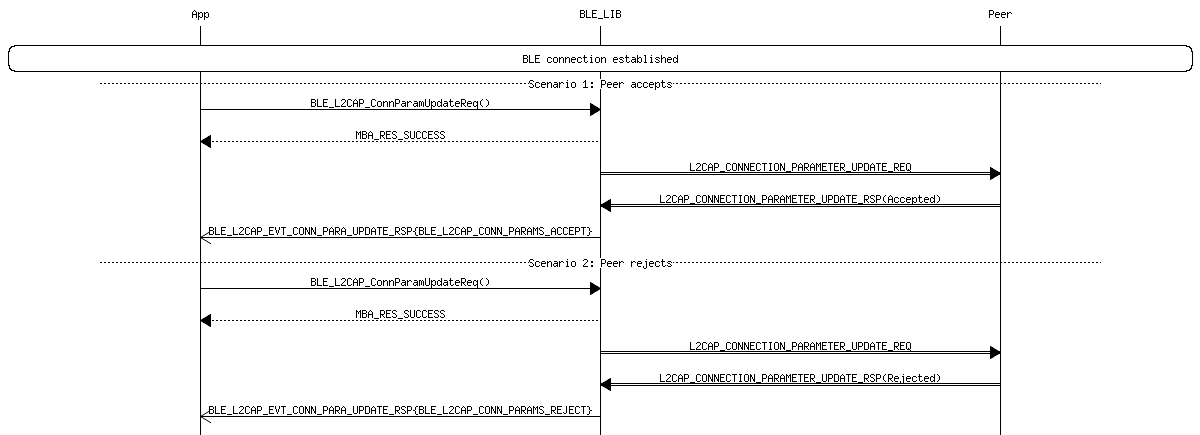 App BLE_LIB Peer
BLE connection established
Scenario 1: Peer accepts
BLE_L2CAP_ConnParamUpdateReq()
MBA_RES_SUCCESS
L2CAP_CONNECTION_PARAMETER_UPDATE_REQ
L2CAP_CONNECTION_PARAMETER_UPDATE_RSP(Accepted)
BLE_L2CAP_EVT_CONN_PARA_UPDATE_RSP{BLE_L2CAP_CONN_PARAMS_ACCEPT}
Scenario 2: Peer rejects
BLE_L2CAP_ConnParamUpdateReq()
MBA_RES_SUCCESS
L2CAP_CONNECTION_PARAMETER_UPDATE_REQ
L2CAP_CONNECTION_PARAMETER_UPDATE_RSP(Rejected)
BLE_L2CAP_EVT_CONN_PARA_UPDATE_RSP{BLE_L2CAP_CONN_PARAMS_REJECT}